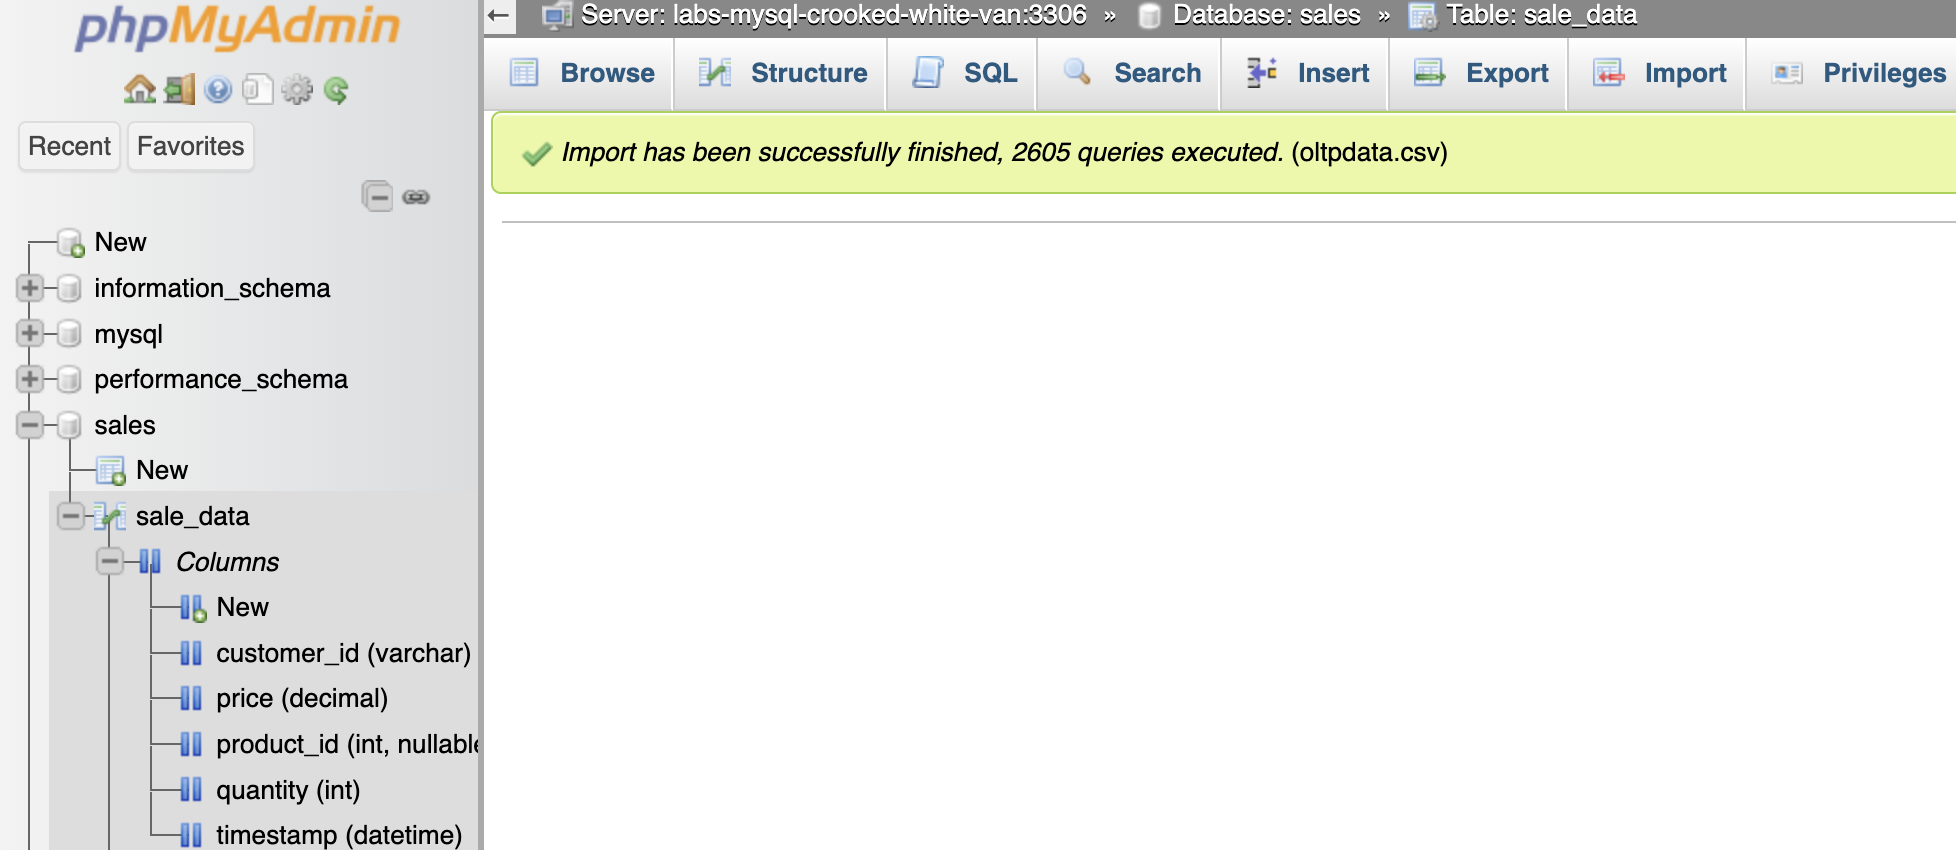 phpMyAdmin
Recent Favorites
New
information_schema
mysql
performance_schema
sales
New
sale_data
Columns
New
customer_id (varchar)
price (decimal)
product_id (int, nullable
quantity (int)
timestamp (datetime)
Server: labs-mysql-crooked-white-van:3306 » Database: sales » Table: sale_data
Browse Structure SQL Search Insert Export Import Privileges
Import has been successfully finished, 2605 queries executed. (oltpdata.csv)